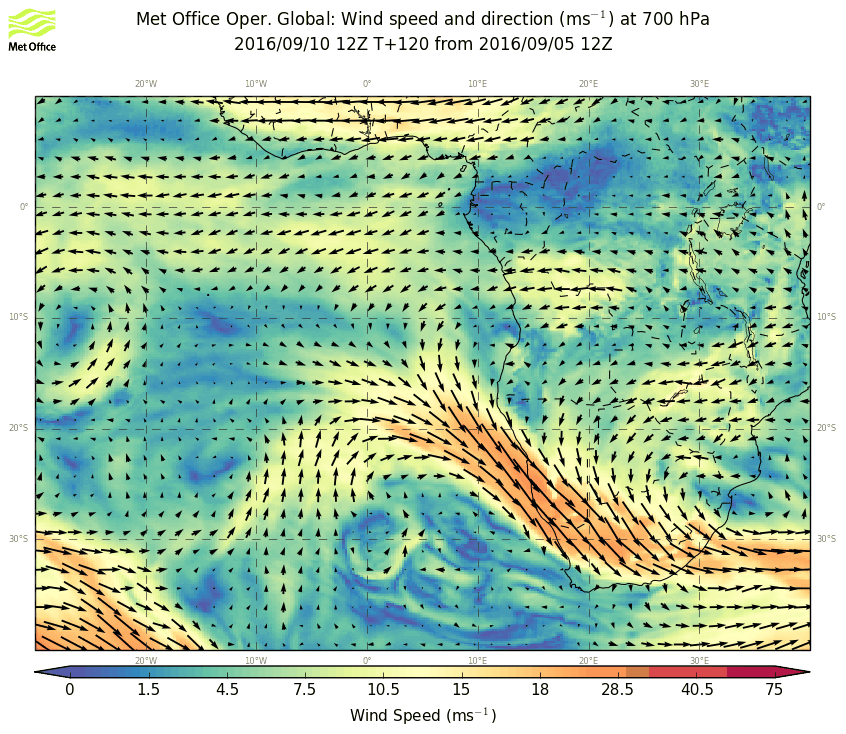 Met Office
Met Office Oper. Global: Wind speed and direction (ms⁻¹) at 700 hPa
2016/09/10 12Z T+120 from 2016/09/05 12Z
20°W 10°W 0° 10°E 20°E 30°E
0° 0°
10°S 10°S
20°S 20°S
30°S 30°S
20°W 10°W 0° 10°E 20°E 30°E
0 1.5 4.5 7.5 10.5 15 18 28.5 40.5 75
Wind Speed (ms⁻¹)